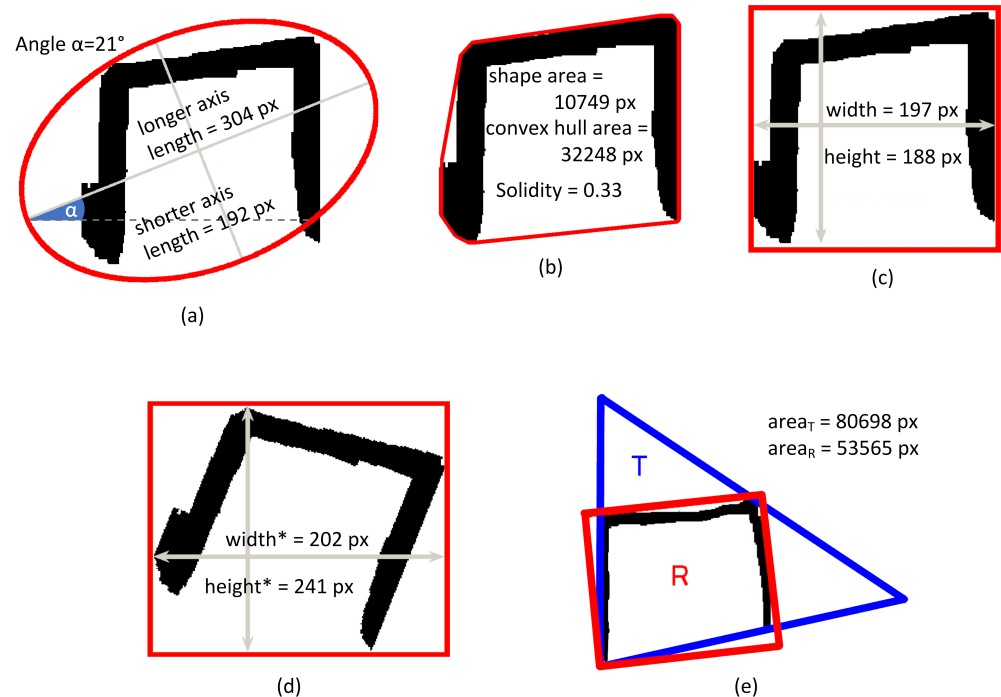 Angle α=21°
longer axis
length = 304 px
α
shorter axis
length = 192 px
(a)
shape area =
10749 px
convex hull area =
32248 px
Solidity = 0.33
(b)
width = 197 px
height = 188 px
(c)
width* = 202 px
height* = 241 px
(d)
T
R
area_T = 80698 px
area_R = 53565 px
(e)